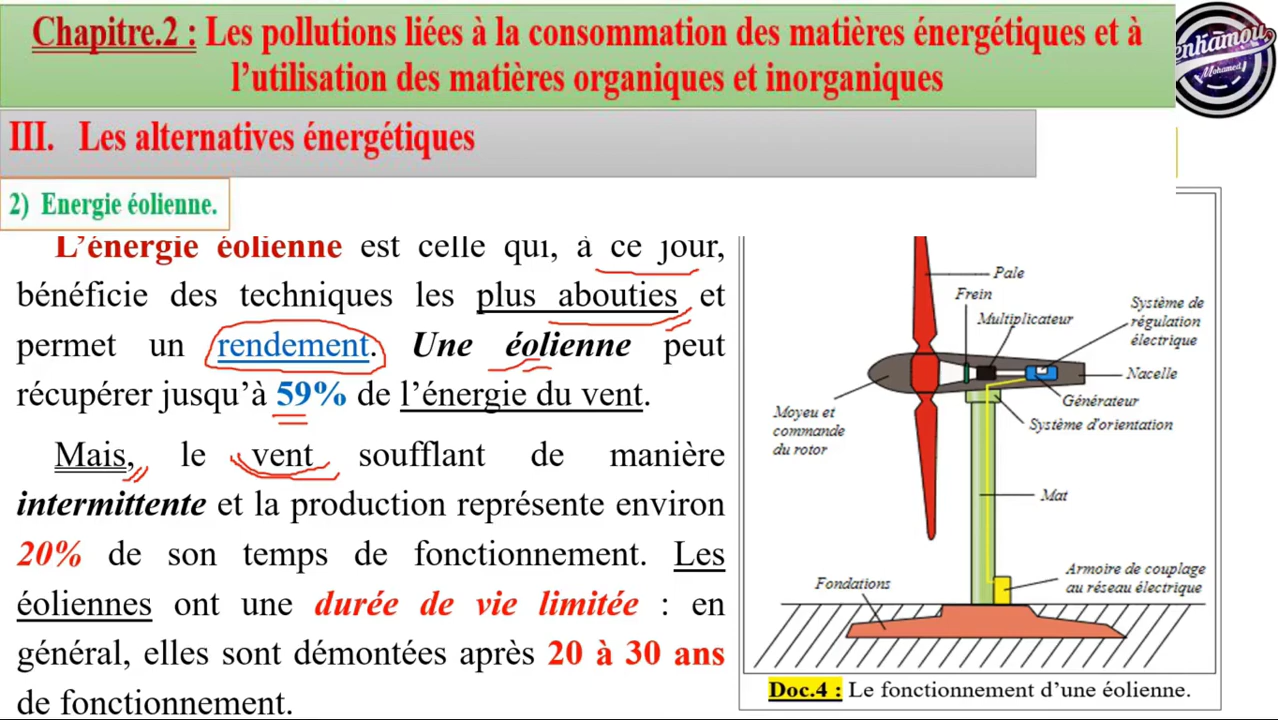 Chapitre.2 : Les pollutions liées à la consommation des matières énergétiques et à
l'utilisation des matières organiques et inorganiques
enhamou
Mohamed
III. Les alternatives énergétiques
2) Energie éolienne.
L'énergie éolienne est celle qui, à ce jour,
bénéficie des techniques les plus abouties et
permet un rendement. Une éolienne peut
récupérer jusqu'à 59% de l'énergie du vent.
Mais, le vent soufflant de manière
intermittente et la production représente environ
20% de son temps de fonctionnement. Les
éoliennes ont une durée de vie limitée : en
général, elles sont démontées après 20 à 30 ans
de fonctionnement.
Pale
Frein
Multiplicateur
Système de
régulation
électrique
Nacelle
Générateur
Système d'orientation
Moyeu et
commande
du rotor
Mat
Armoire de couplage
au réseau électrique
Fondations
Doc.4 : Le fonctionnement d'une éolienne.